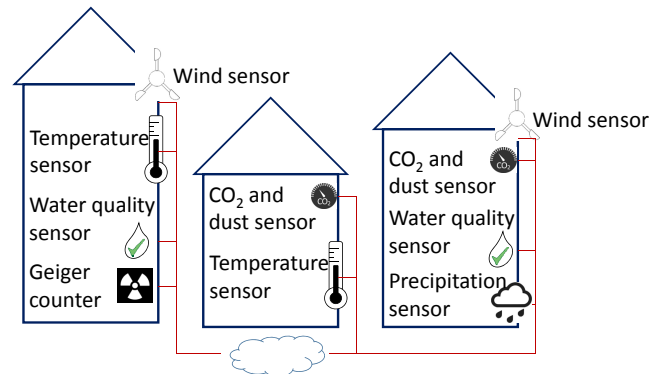 Wind sensor
Temperature
sensor
Water quality
sensor
Geiger
counter
CO₂ and
dust sensor
CO₂
Temperature
sensor
Wind sensor
CO₂ and
dust sensor
CO₂
Water quality
sensor
Precipitation
sensor